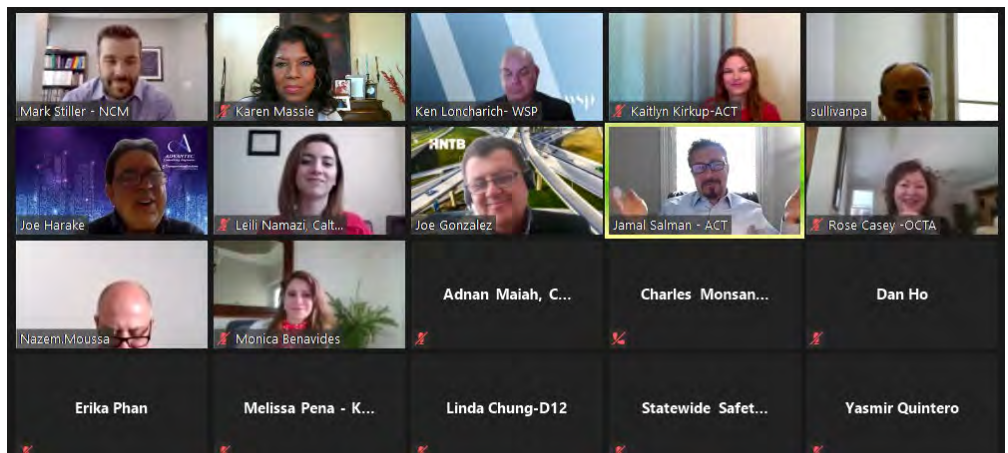 Mark Stiller - NCM
Karen Massie
wsp
Ken Loncharich- WSP
Kaitlyn Kirkup-ACT
sullivanpa
ADVANTEC
Joe Harake
Leili Namazi, Calt...
HNTB
Joe Gonzalez
Jamal Salman - ACT
Rose Casey -OCTA
Nazem.Moussa
Monica Benavides
Adnan Maiah, C...
Charles Monsan...
Dan Ho
Erika Phan
Melissa Pena - K...
Linda Chung-D12
Statewide Safet...
Yasmir Quintero